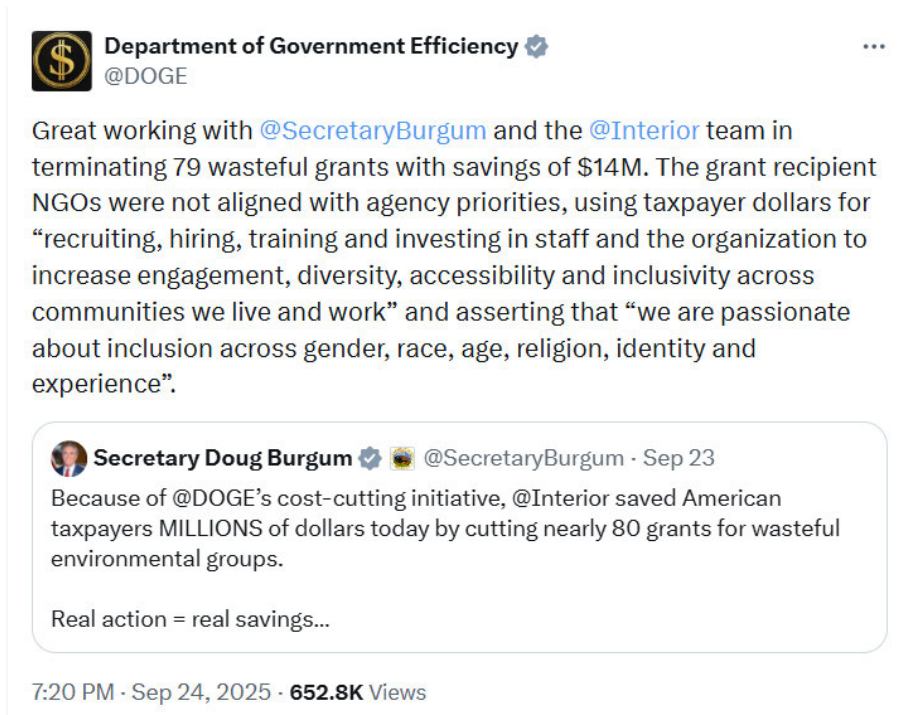 Department of Government Efficiency
@DOGE
Great working with @SecretaryBurgum and the @Interior team in
terminating 79 wasteful grants with savings of $14M. The grant recipient
NGOs were not aligned with agency priorities, using taxpayer dollars for
“recruiting, hiring, training and investing in staff and the organization to
increase engagement, diversity, accessibility and inclusivity across
communities we live and work” and asserting that “we are passionate
about inclusion across gender, race, age, religion, identity and
experience”.
Secretary Doug Burgum @SecretaryBurgum · Sep 23
Because of @DOGE’s cost-cutting initiative, @Interior saved American
taxpayers MILLIONS of dollars today by cutting nearly 80 grants for wasteful
environmental groups.
Real action = real savings...
7:20 PM · Sep 24, 2025 · 652.8K Views